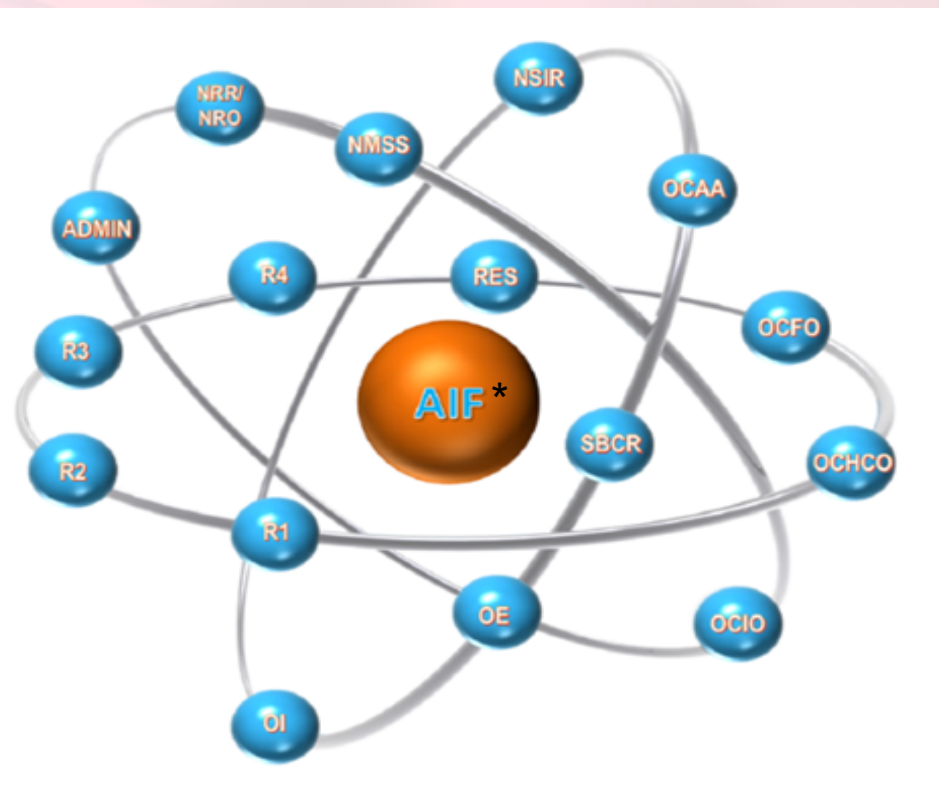 NSIR
NRR/
NRO
NMSS
OCAA
ADMIN
R4
RES
OCFO
R3
AIF*
SBCR
R2
OCHCO
R1
OE
OCIO
OI